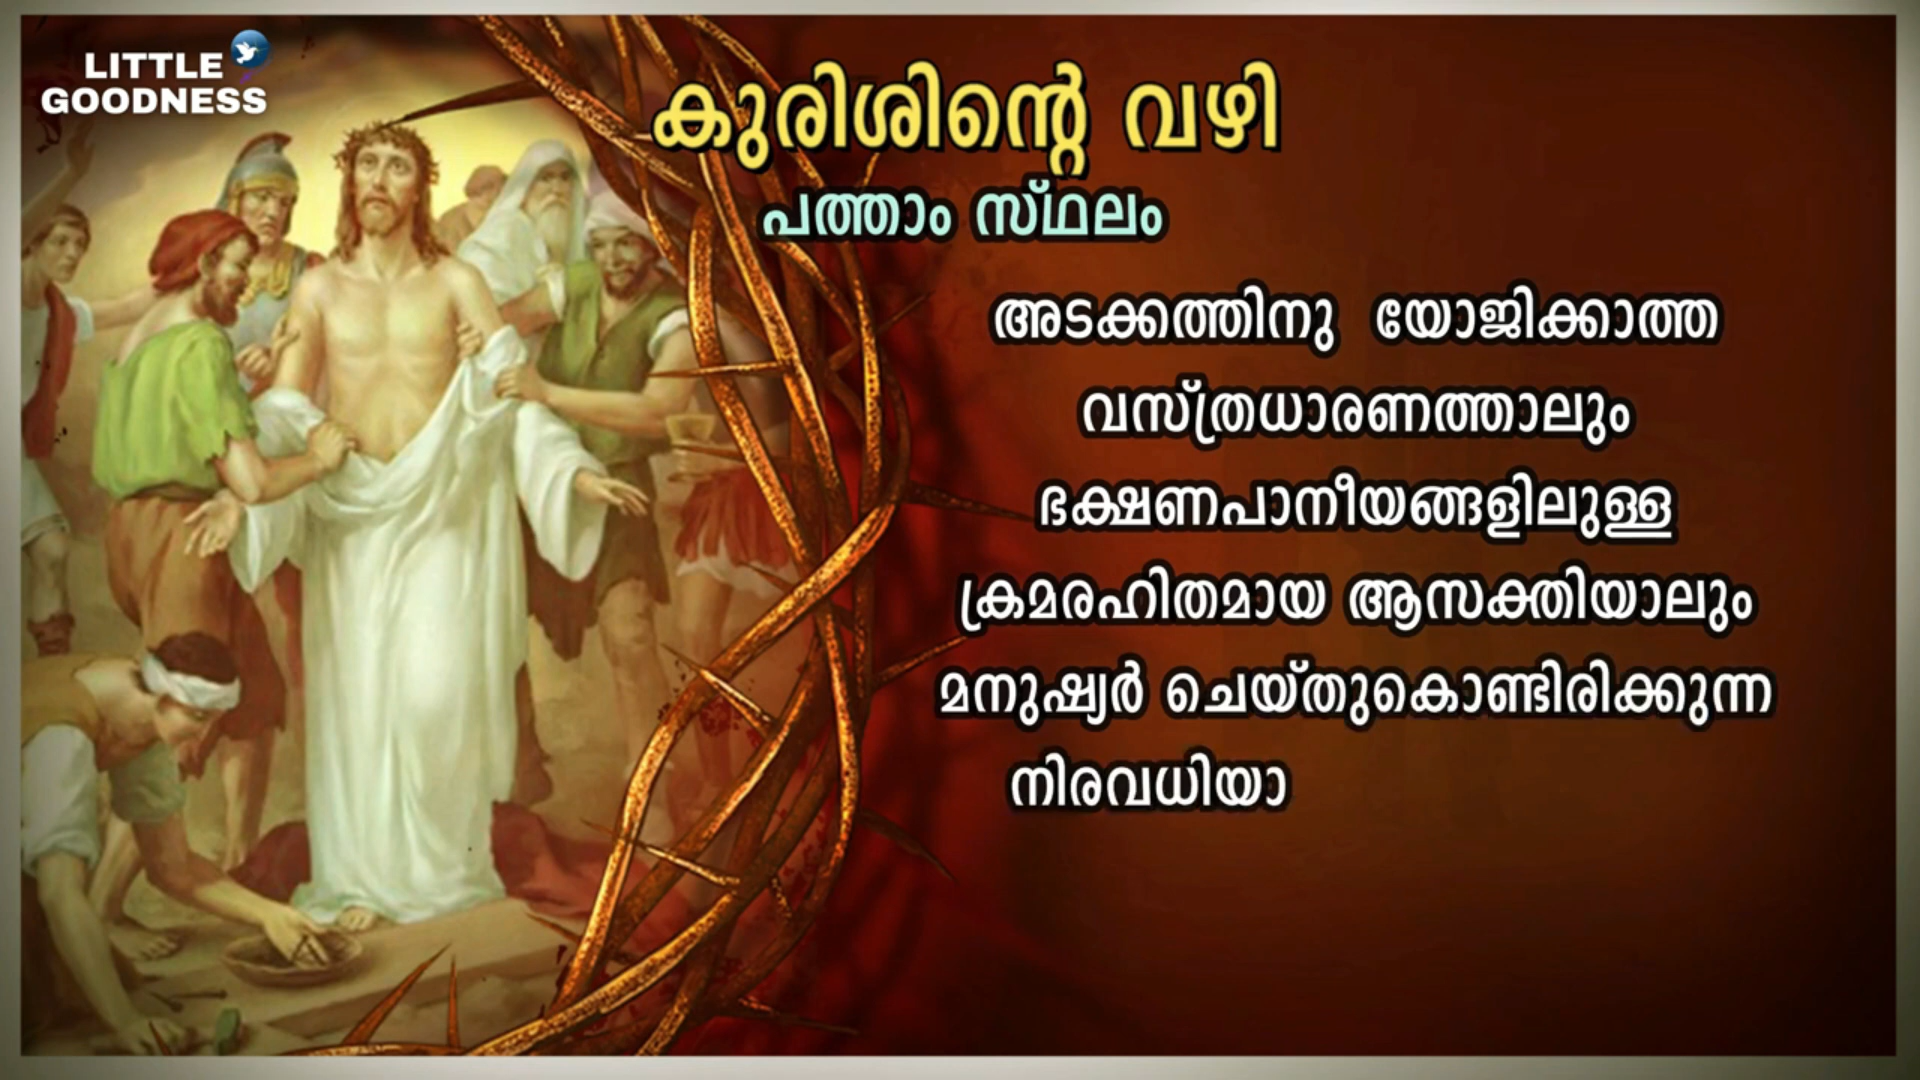 LITTLE
GOODNESS
കുരിശിന്റെ വഴി
പത്താം സ്ഥലം
അടക്കത്തിനു യോജിക്കാത്ത
വസ്ത്രധാരണത്താലും
ഭക്ഷണപാനീയങ്ങളിലുള്ള
ക്രമരഹിതമായ ആസക്തിയാലും
മനുഷ്യർ ചെയ്തുകൊണ്ടിരിക്കുന്ന
നിരവധിയാ